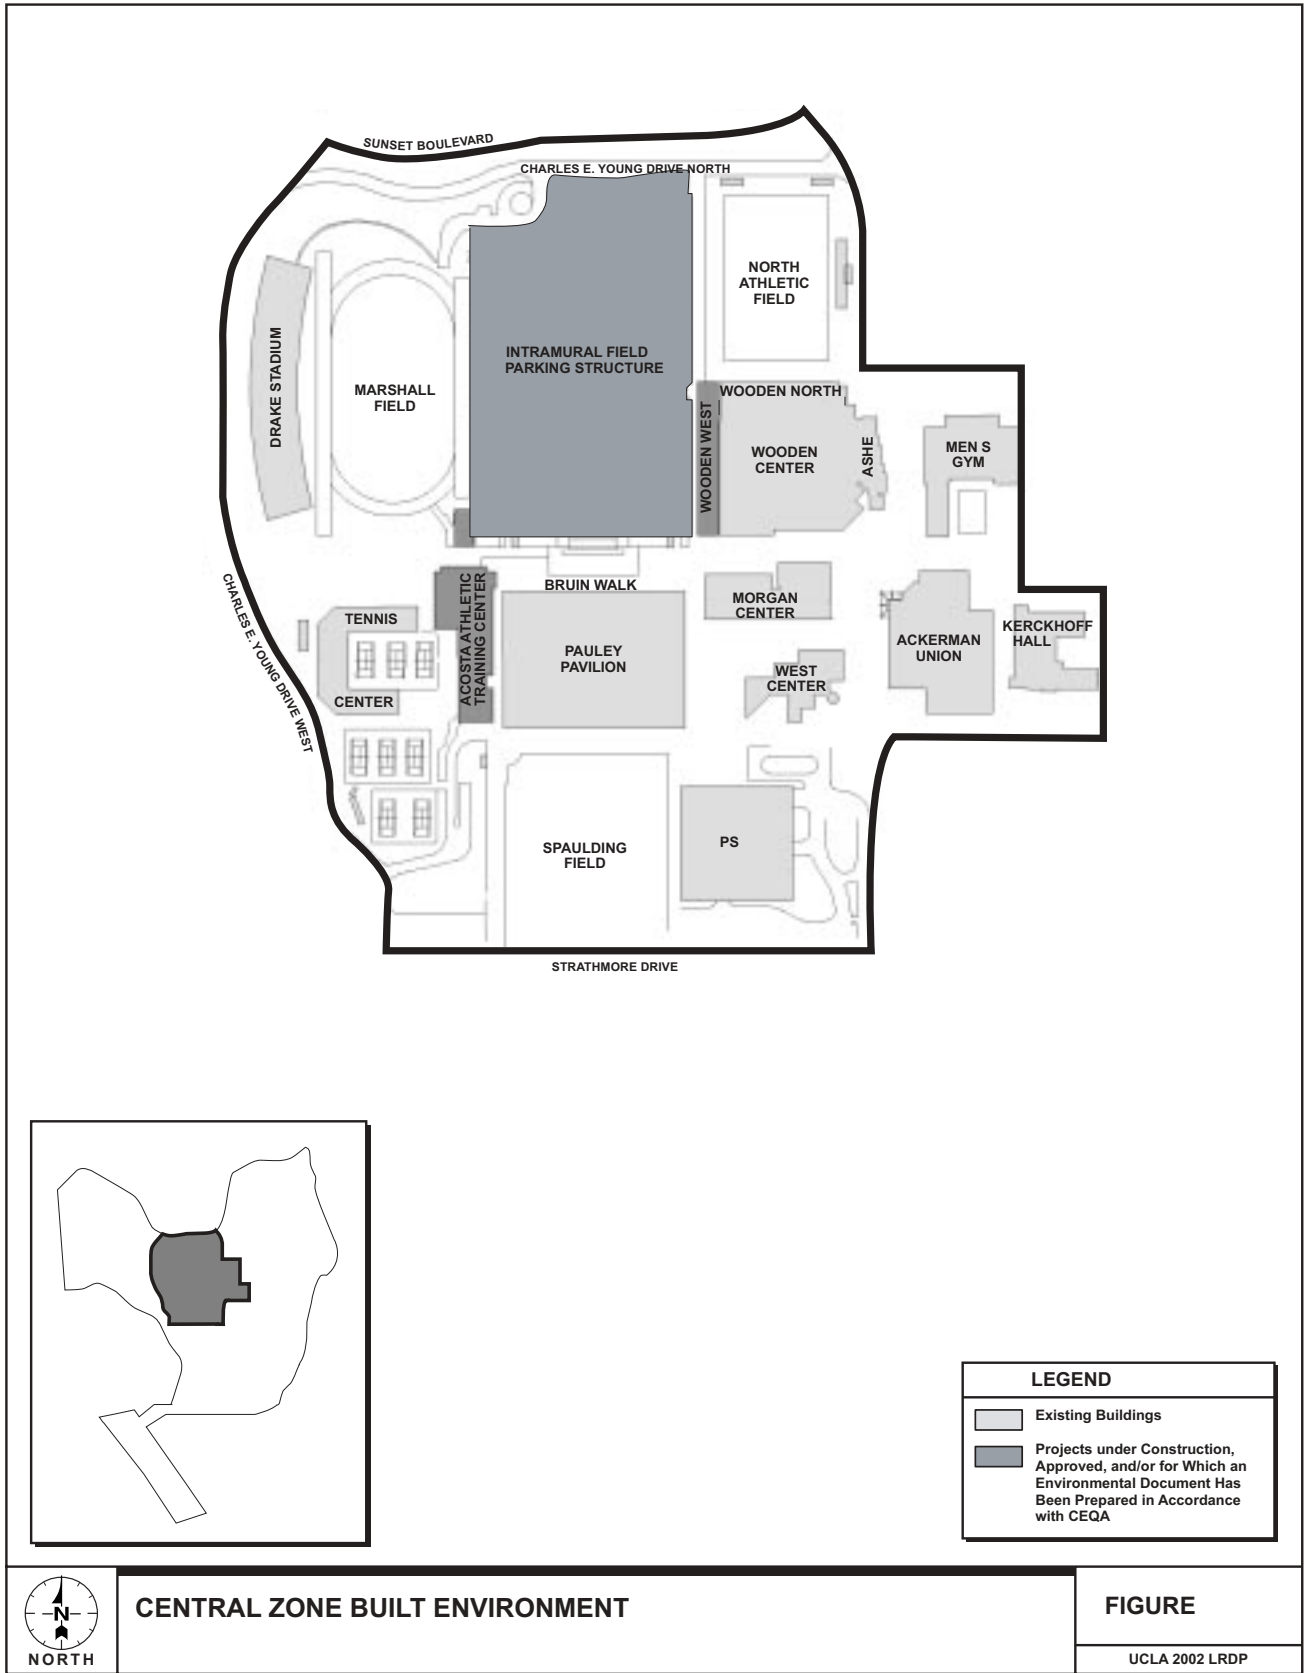 SUNSET BOULEVARD
CHARLES E. YOUNG DRIVE NORTH
NORTH
ATHLETIC
FIELD
INTRAMURAL FIELD
PARKING STRUCTURE
DRAKE STADIUM
MARSHALL
FIELD
WOODEN NORTH
WOODEN WEST
WOODEN
CENTER
ASHE
MEN S
GYM
CHARLES E. YOUNG DRIVE WEST
BRUIN WALK
TENNIS
CENTER
ACOSTA ATHLETIC
TRAINING CENTER
PAULEY
PAVILION
MORGAN
CENTER
WEST
CENTER
ACKERMAN
UNION
KERCKHOFF
HALL
SPAULDING
FIELD
PS
STRATHMORE DRIVE
LEGEND
Existing Buildings
Projects under Construction,
Approved, and/or for Which an
Environmental Document Has
Been Prepared in Accordance
with CEQA
N
NORTH
CENTRAL ZONE BUILT ENVIRONMENT
FIGURE
UCLA 2002 LRDP